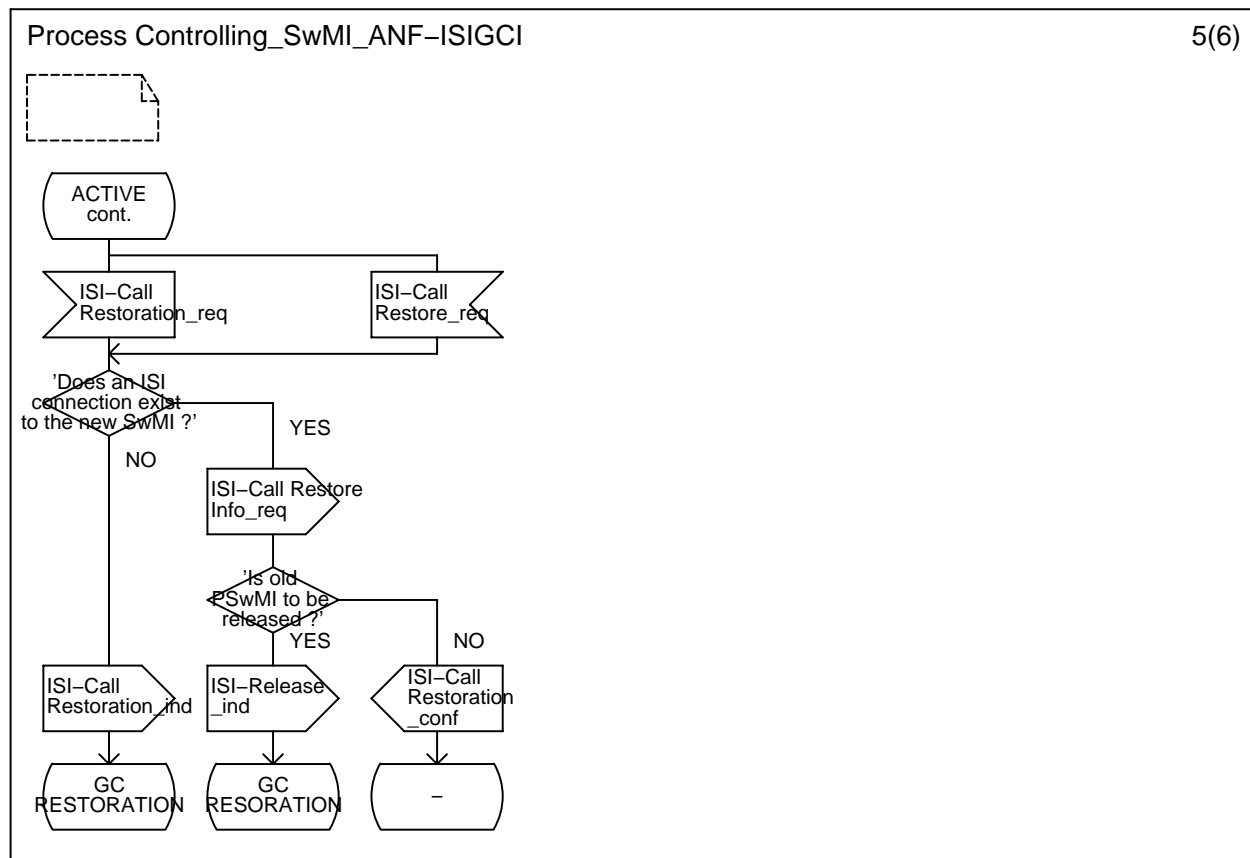 Process Controlling_SwMI_ANF−ISIGCI
5(6)
ACTIVE
cont.
ISI−Call
Restoration_req
ISI−Call
Restore_req
'Does an ISI
connection exist
to the new SwMI ?'
YES
NO
ISI−Call Restore
Info_req
'Is old
PSwMI to be
released ?'
YES
NO
ISI−Call
Restoration_ind
ISI−Release
_ind
ISI−Call
Restoration
_conf
GC
RESTORATION
GC
RESORATION
−